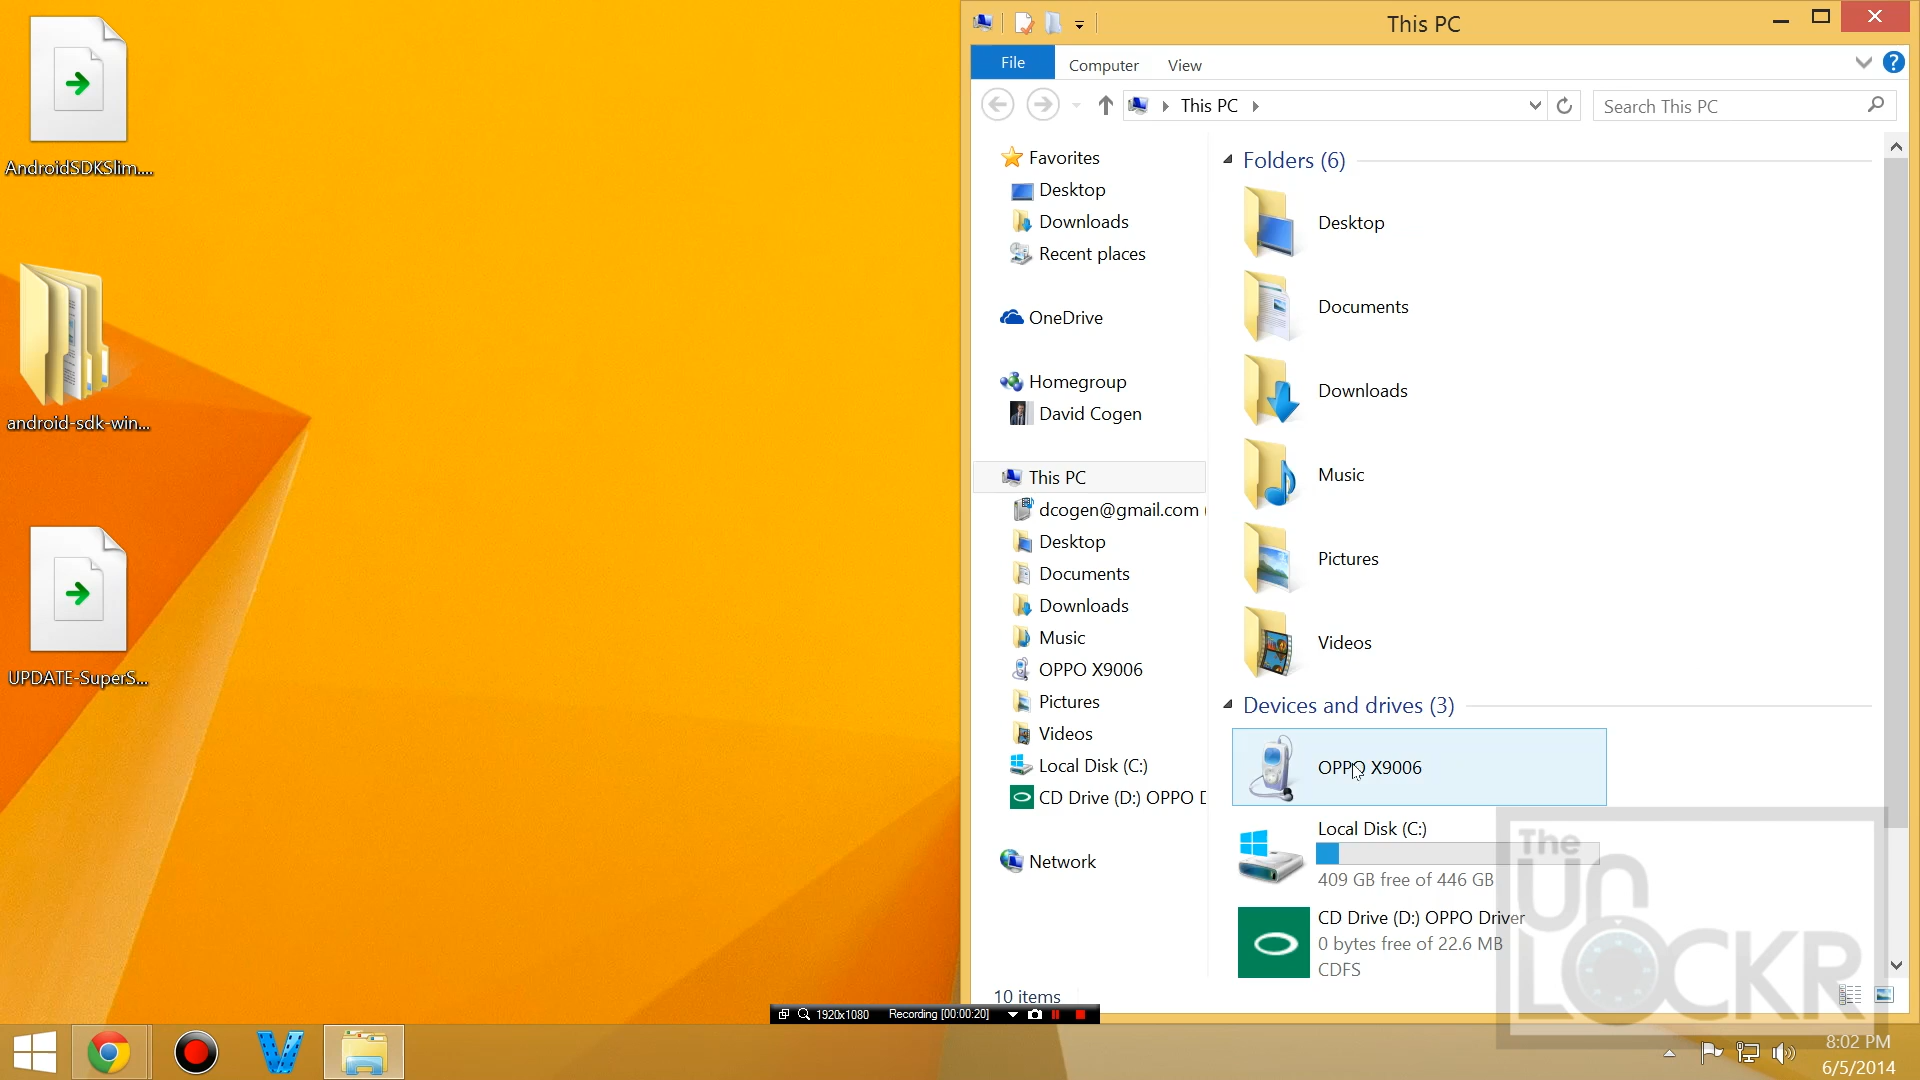 AndroidSDKSlim....
android-sdk-win...
UPDATE-SuperS...
This PC
File
Computer
View
This PC
Search This PC
Favorites
Desktop
Downloads
Recent places
OneDrive
Homegroup
David Cogen
This PC
dcogen@gmail.com (
Desktop
Documents
Downloads
Music
OPPO X9006
Pictures
Videos
Local Disk (C:)
CD Drive (D:) OPPO D
Network
Folders (6)
Desktop
Documents
Downloads
Music
Pictures
Videos
Devices and drives (3)
OPPO X9006
Local Disk (C:)
409 GB free of 446 GB
CD Drive (D:) OPPO Driver
0 bytes free of 22.6 MB
CDFS
10 items
The
UnLOCKR
1920x1080
Recording [00:00:20]
8:02 PM
6/5/2014